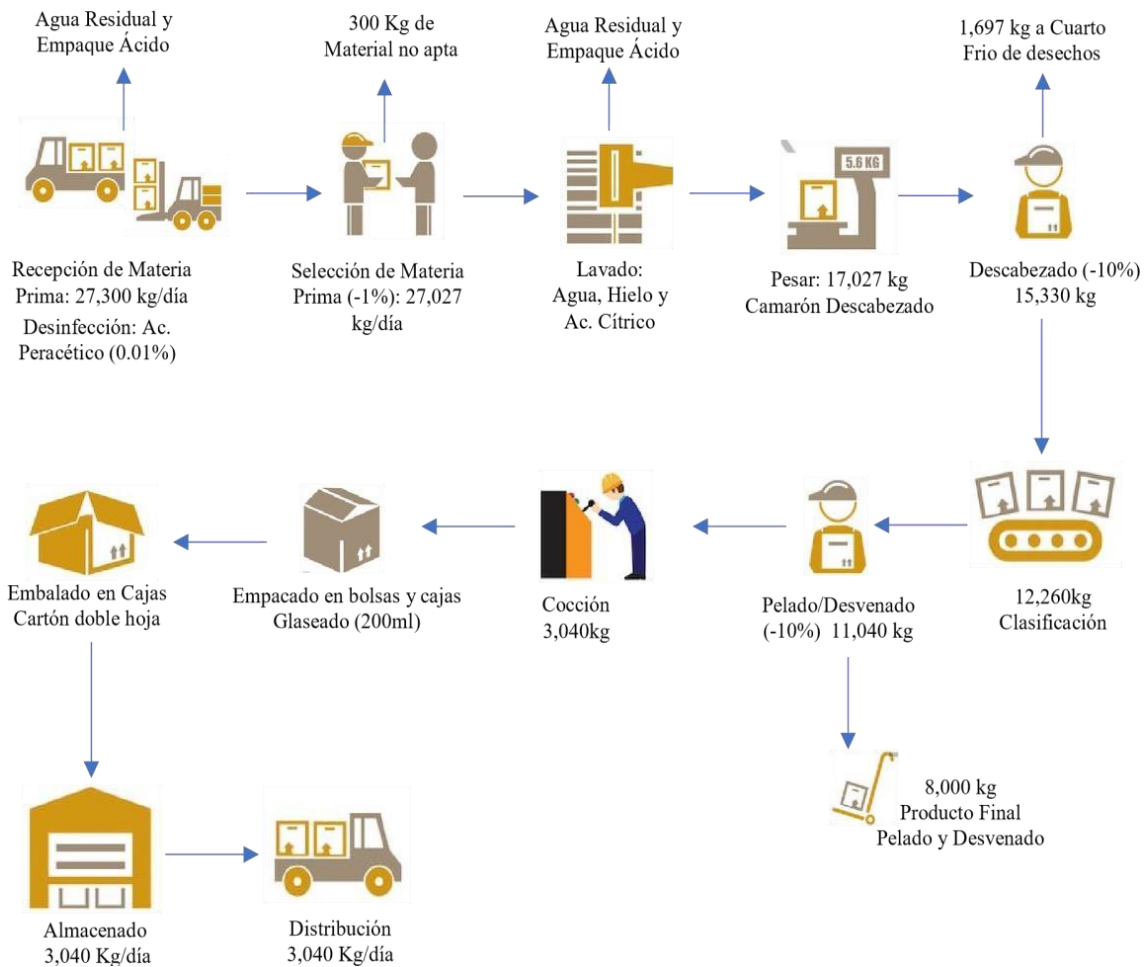 Agua Residual y
Empaque Ácido
300 Kg de
Material no apta
Agua Residual y
Empaque Ácido
1,697 kg a Cuarto
Frio de desechos
5.6 KG
Recepción de Materia
Prima: 27,300 kg/día
Desinfección: Ac.
Peracético (0.01%)
Selección de Materia
Prima (-1%): 27,027
kg/día
Lavado:
Agua, Hielo y
Ac. Cítrico
Pesar: 17,027 kg
Camarón Descabezado
Descabezado (-10%)
15,330 kg
12,260kg
Clasificación
Pelado/Desvenado
(-10%) 11,040 kg
Cocción
3,040kg
Empacado en bolsas y cajas
Glaseado (200ml)
Embalado en Cajas
Cartón doble hoja
8,000 kg
Producto Final
Pelado y Desvenado
Almacenado
3,040 Kg/día
Distribución
3,040 Kg/día